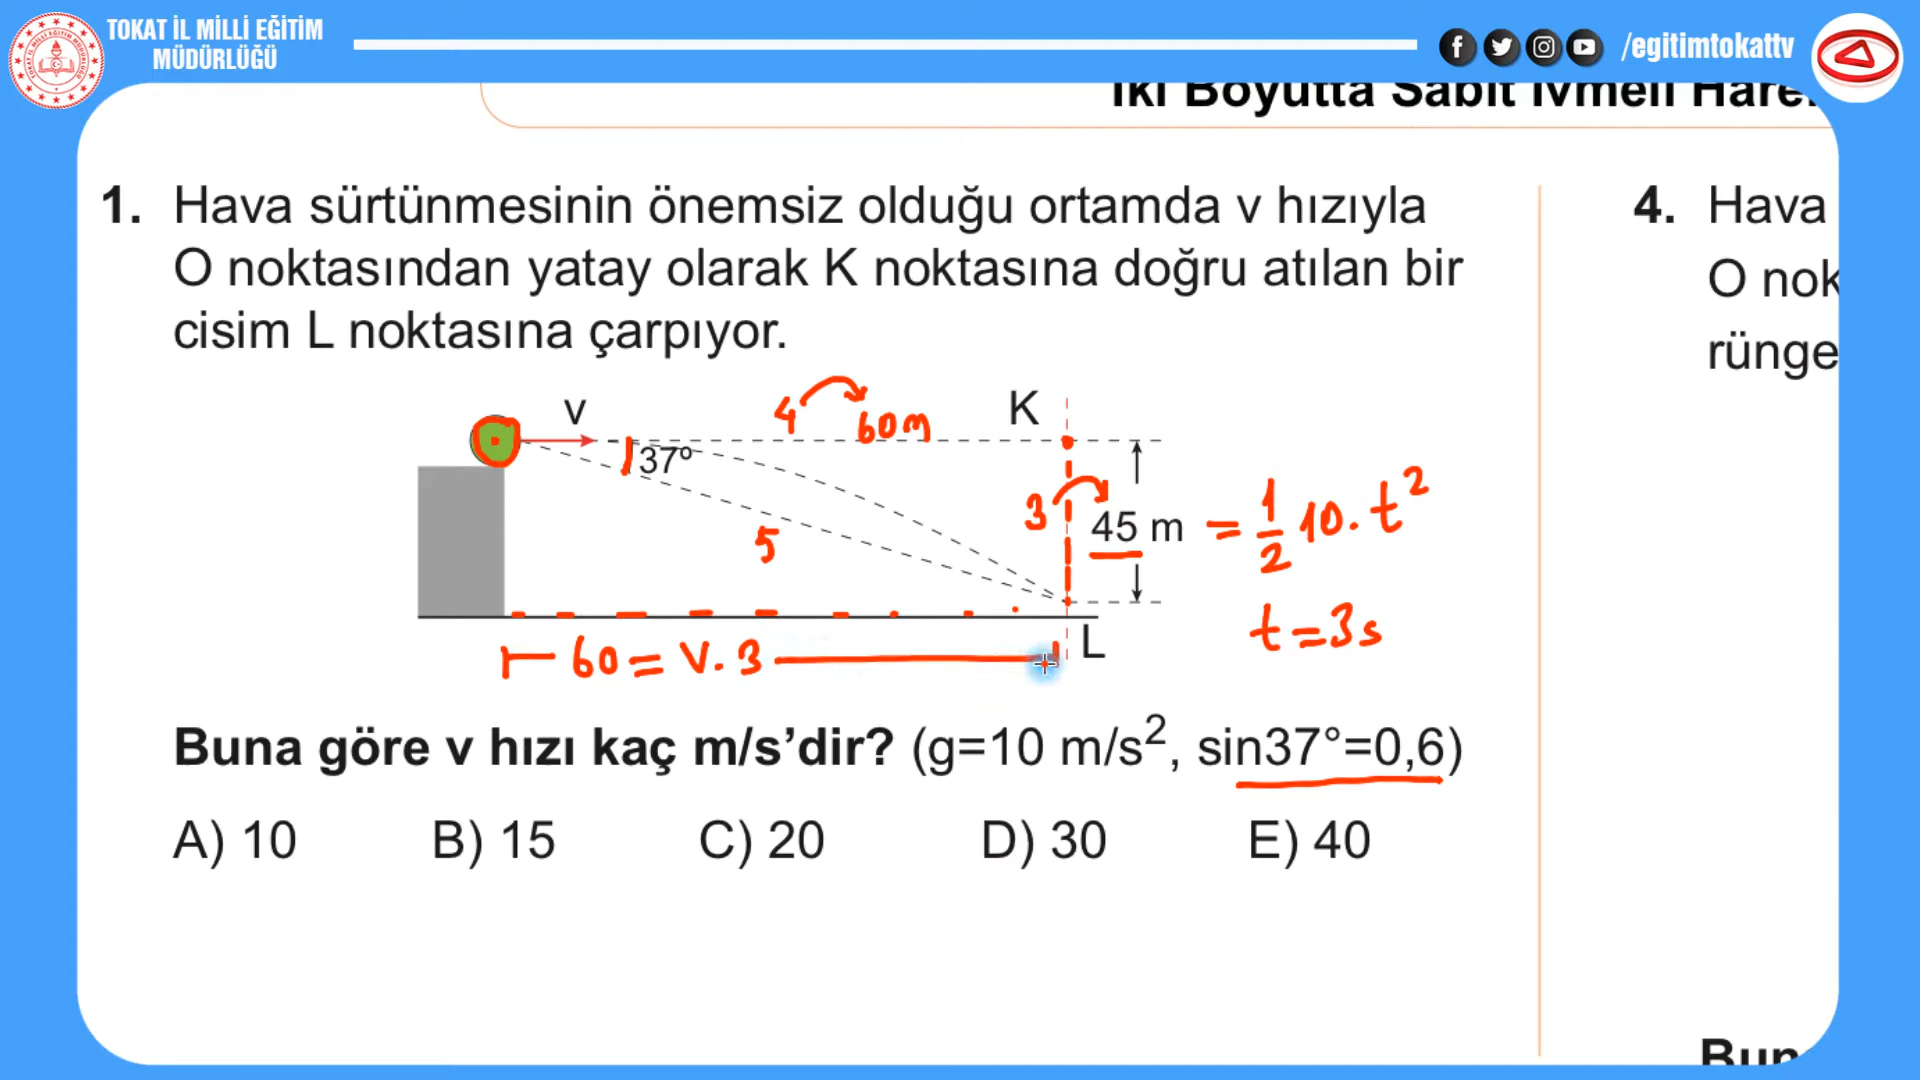 TOKAT İL MİLLİ EĞİTİM
MÜDÜRLÜĞÜ
/egitimtokattv
İki Boyutta Sabit İvmeli Hare
1. Hava sürtünmesinin önemsiz olduğu ortamda v hızıyla
O noktasından yatay olarak K noktasına doğru atılan bir
cisim L noktasına çarpıyor.
v
4
60m
K
37º
3
45 m = 1/2 10. t²
5
t=3s
60= V. 3
L
Buna göre v hızı kaç m/s’dir? (g=10 m/s², sin37°=0,6)
A) 10 B) 15 C) 20 D) 30 E) 40
4. Hava
O nok
rünge
Bun